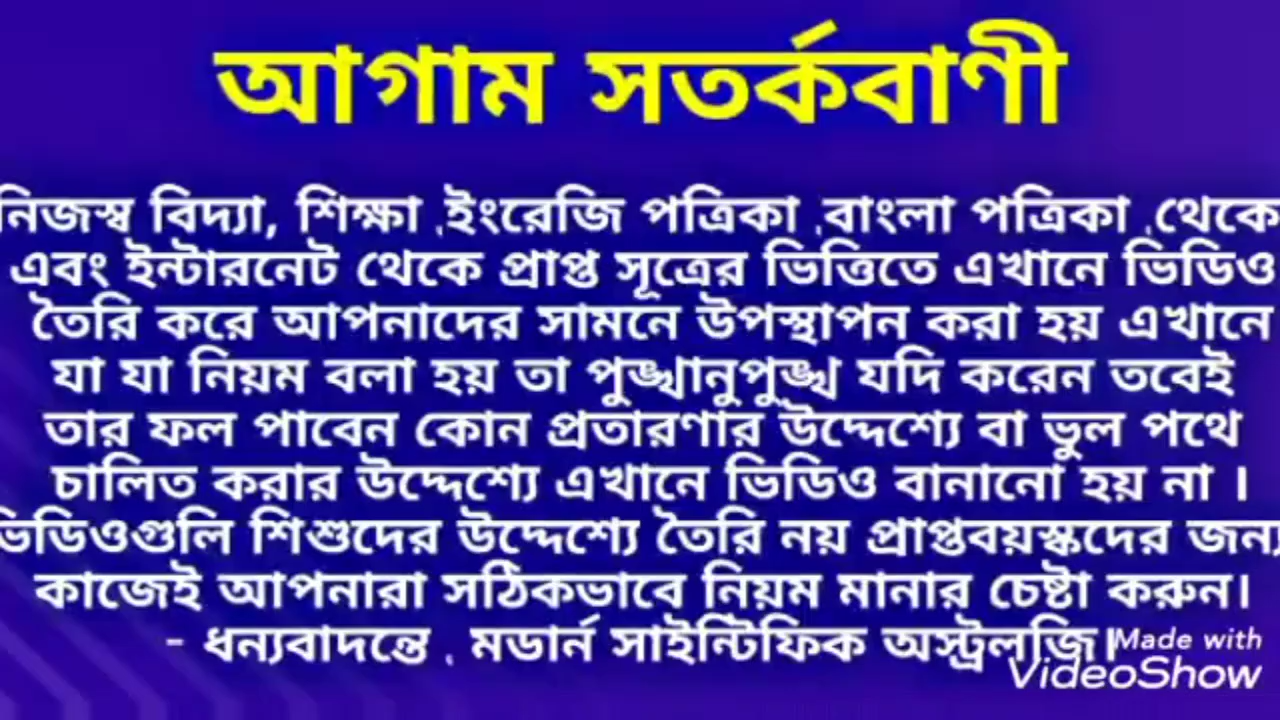 আগাম সতর্কবাণী
নিজস্ব বিদ্যা, শিক্ষা ,ইংরেজি পত্রিকা ,বাংলা পত্রিকা ,থেকে
এবং ইন্টারনেট থেকে প্রাপ্ত সূত্রের ভিত্তিতে এখানে ভিডিও
তৈরি করে আপনাদের সামনে উপস্থাপন করা হয় এখানে
যা যা নিয়ম বলা হয় তা পুঙ্খানুপুঙ্খ যদি করেন তবেই
তার ফল পাবেন কোন প্রতারণার উদ্দেশ্যে বা ভুল পথে
চালিত করার উদ্দেশ্যে এখানে ভিডিও বানানো হয় না ।
ভিডিওগুলি শিশুদের উদ্দেশ্যে তৈরি নয় প্রাপ্তবয়স্কদের জন্য
কাজেই আপনারা সঠিকভাবে নিয়ম মানার চেষ্টা করুন।
- ধন্যবাদন্তে , মডার্ন সাইন্টিফিক অস্ট্রলজি।
Made with
VideoShow